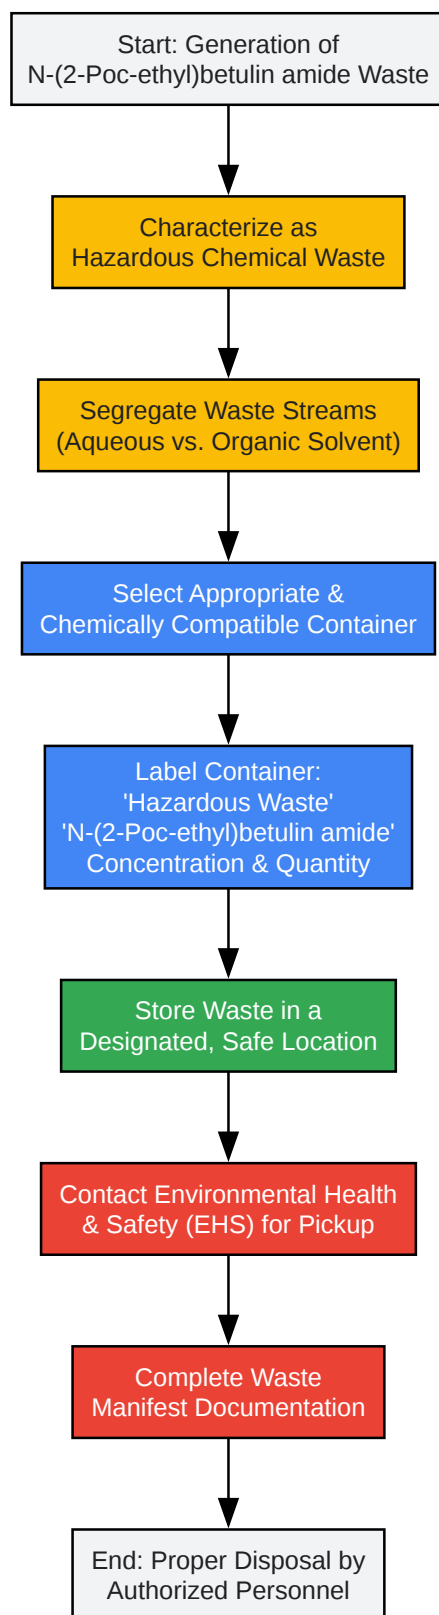 Start: Generation of
N-(2-Poc-ethyl)betulin amide Waste
Characterize as
Hazardous Chemical Waste
Segregate Waste Streams
(Aqueous vs. Organic Solvent)
Select Appropriate &
Chemically Compatible Container
Label Container:
'Hazardous Waste'
'N-(2-Poc-ethyl)betulin amide'
Concentration & Quantity
Store Waste in a
Designated, Safe Location
Contact Environmental Health
& Safety (EHS) for Pickup
Complete Waste
Manifest Documentation
End: Proper Disposal by
Authorized Personnel